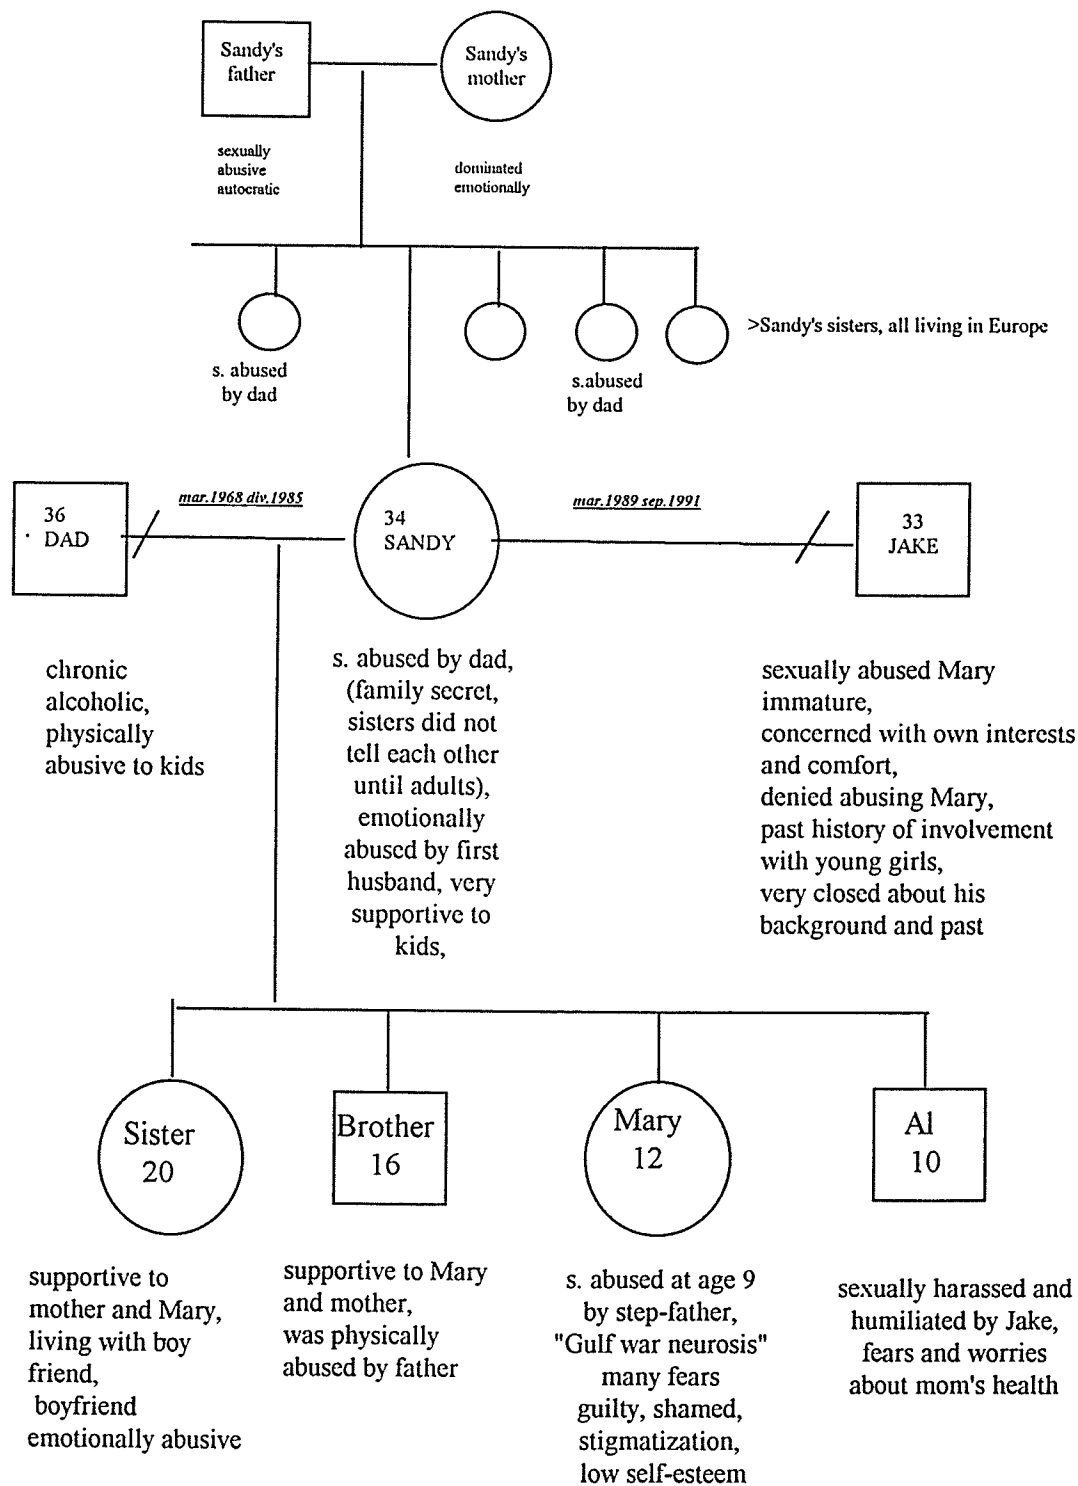 Sandy's
father
Sandy's
mother
sexually
abusive
autocratic
dominated
emotionally
>Sandy's sisters, all living in Europe
s. abused
by dad
s.abused
by dad
mar.1968 div.1985
mar.1989 sep.1991
36
DAD
34
SANDY
33
JAKE
chronic
alcoholic,
physically
abusive to kids
s. abused by dad,
(family secret,
sisters did not
tell each other
until adults),
emotionally
abused by first
husband, very
supportive to
kids,
sexually abused Mary
immature,
concerned with own interests
and comfort,
denied abusing Mary,
past history of involvement
with young girls,
very closed about his
background and past
Sister
20
Brother
16
Mary
12
Al
10
supportive to
mother and Mary,
living with boy
friend,
boyfriend
emotionally abusive
supportive to Mary
and mother,
was physically
abused by father
s. abused at age 9
by step-father,
"Gulf war neurosis"
many fears
guilty, shamed,
stigmatization,
low self-esteem
sexually harassed and
humiliated by Jake,
fears and worries
about mom's health